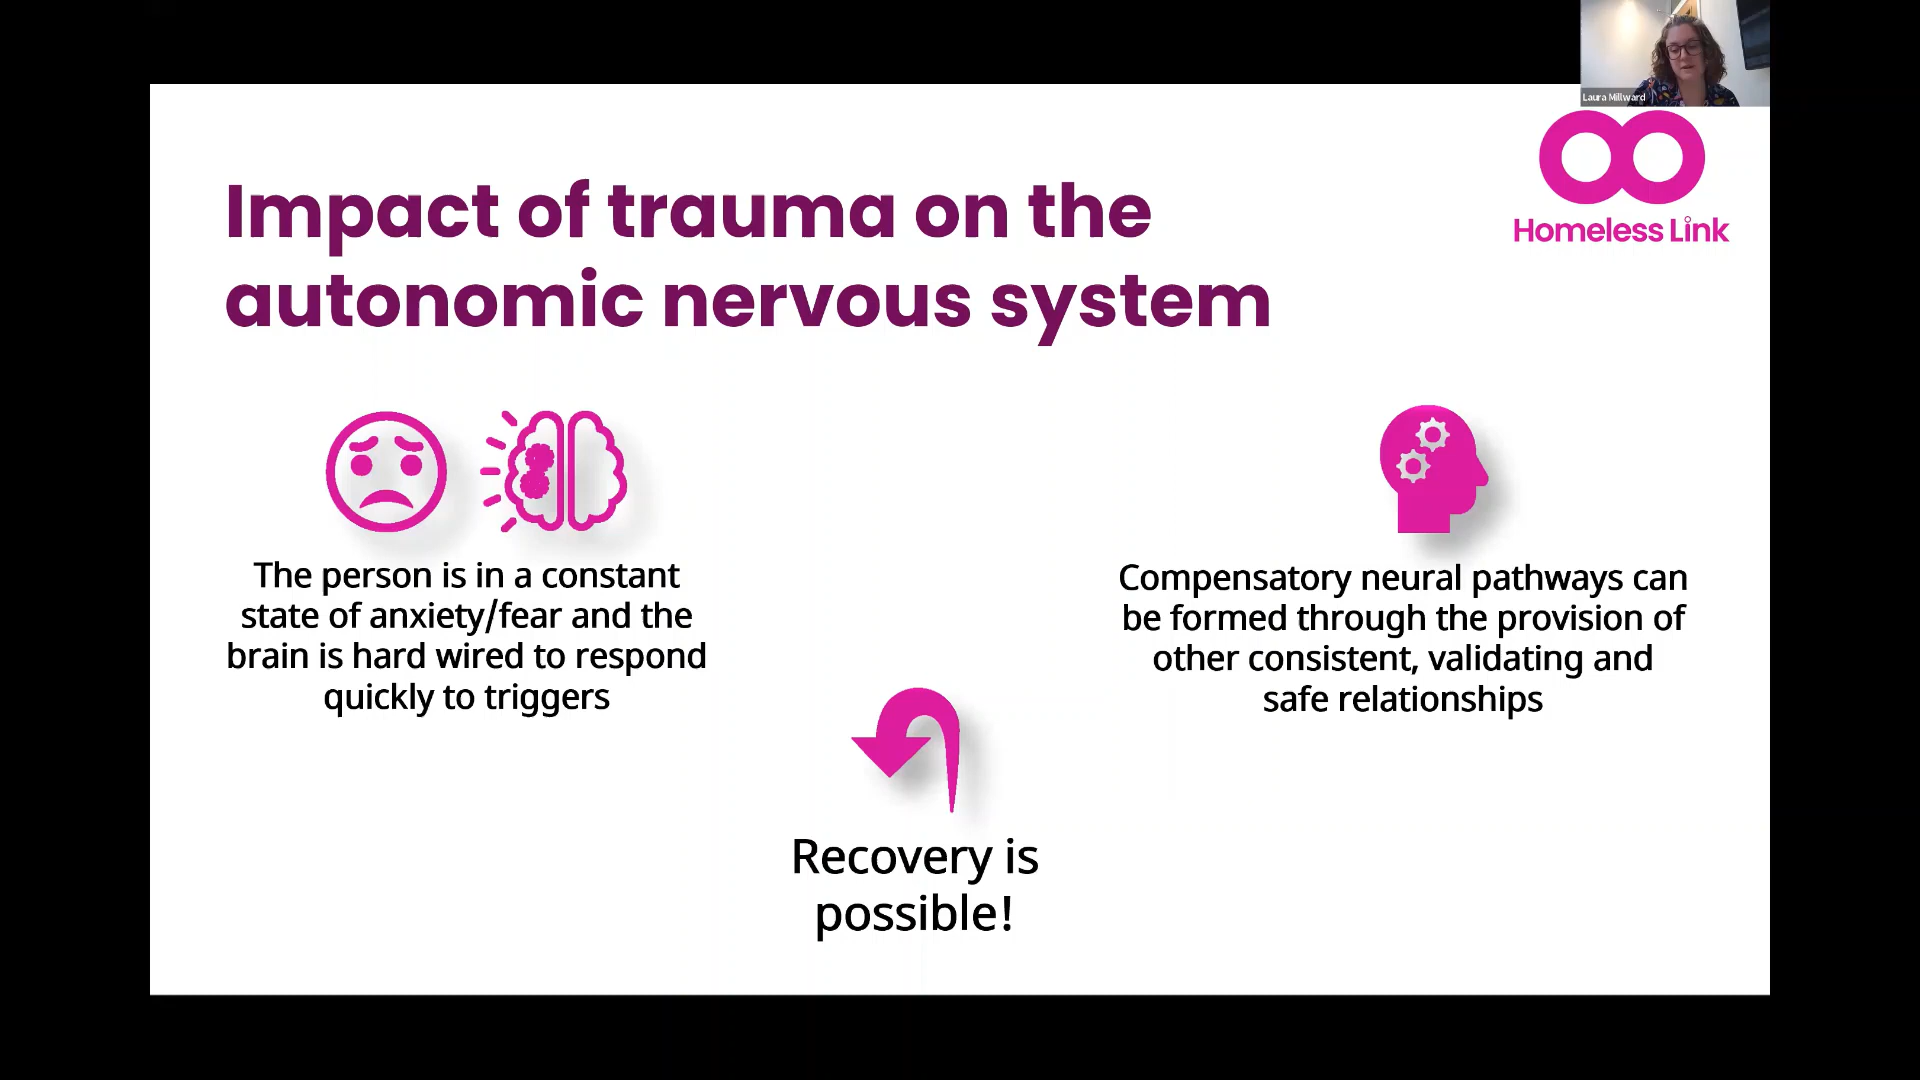 Laura Millward
Homeless Link
Impact of trauma on the
autonomic nervous system
The person is in a constant
state of anxiety/fear and the
brain is hard wired to respond
quickly to triggers
Compensatory neural pathways can
be formed through the provision of
other consistent, validating and
safe relationships
Recovery is
possible!